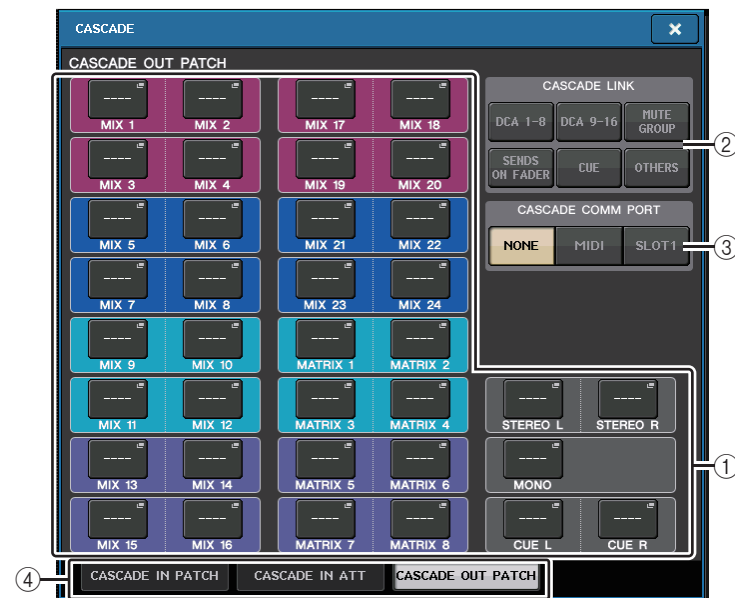 CASCADE
CASCADE OUT PATCH
---- ---- ---- ----
MIX 1 MIX 2 MIX 17 MIX 18
---- ---- ---- ----
MIX 3 MIX 4 MIX 19 MIX 20
---- ---- ---- ----
MIX 5 MIX 6 MIX 21 MIX 22
---- ---- ---- ----
MIX 7 MIX 8 MIX 23 MIX 24
---- ---- ---- ----
MIX 9 MIX 10 MATRIX 1 MATRIX 2
---- ---- ---- ----
MIX 11 MIX 12 MATRIX 3 MATRIX 4
---- ---- ---- ----
MIX 13 MIX 14 MATRIX 5 MATRIX 6
---- ---- ---- ----
MIX 15 MIX 16 MATRIX 7 MATRIX 8
CASCADE LINK
DCA 1-8 DCA 9-16 MUTE GROUP
SENDS ON FADER CUE OTHERS
②
CASCADE COMM PORT
NONE MIDI SLOT1
③
---- ----
STEREO L STEREO R
----
MONO
①
---- ----
CUE L CUE R
④
CASCADE IN PATCH CASCADE IN ATT CASCADE OUT PATCH